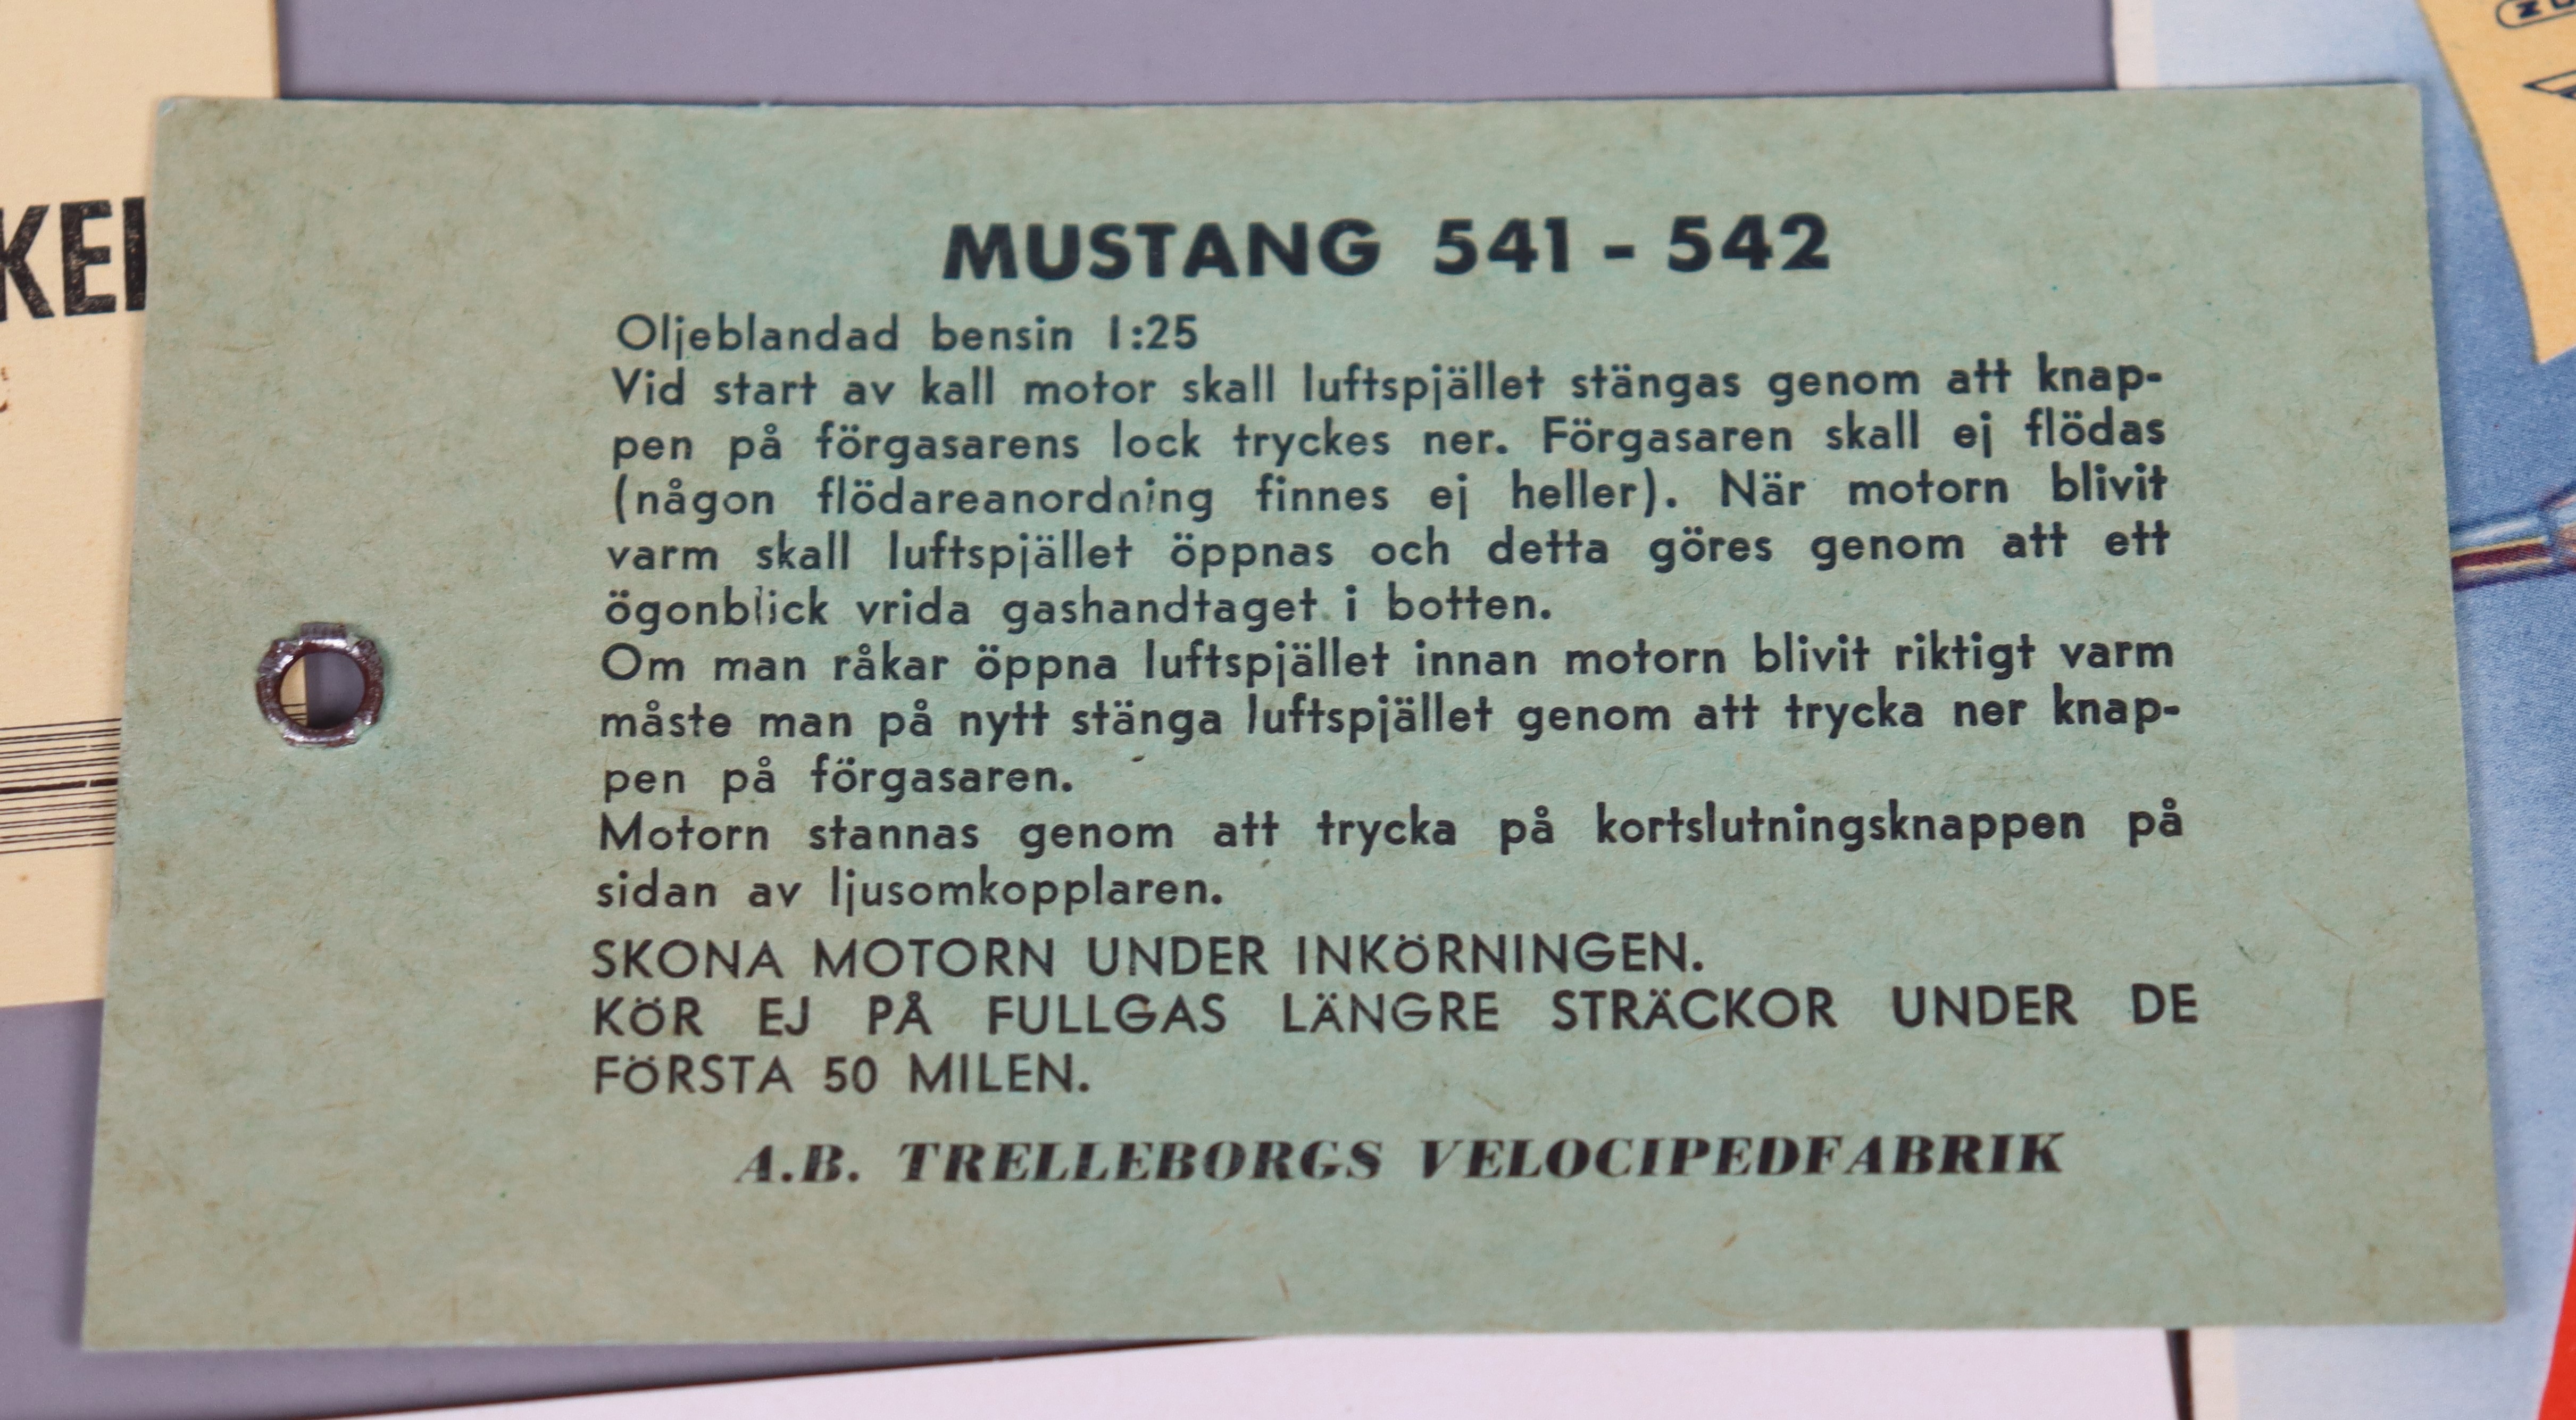 MUSTANG 541 - 542
Oljeblandad bensin 1:25
Vid start av kall motor skall luftspjället stängas genom att knap-
pen på förgasarens lock tryckes ner. Förgasaren skall ej flödas
(någon flödareanordning finnes ej heller). När motorn blivit
varm skall luftspjället öppnas och detta göres genom att ett
ögonblick vrida gashandtaget i botten.
Om man råkar öppna luftspjället innan motorn blivit riktigt varm
måste man på nytt stänga luftspjället genom att trycka ner knap-
pen på förgasaren.
Motorn stannas genom att trycka på kortslutningsknappen på
sidan av ljusomkopplaren.
SKONA MOTORN UNDER INKÖRNINGEN.
KÖR EJ PÅ FULLGAS LÄNGRE STRÄCKOR UNDER DE
FÖRSTA 50 MILEN.
A.B. TRELLEBORGS VELOCIPEDFABRIK